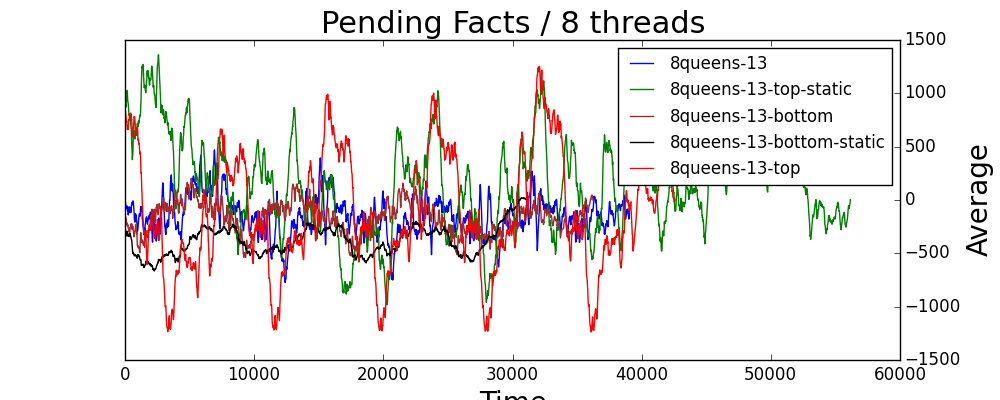 Pending Facts / 8 threads
8queens-13
8queens-13-top-static
8queens-13-bottom
8queens-13-bottom-static
8queens-13-top
1500
1000
500
0
−500
−1000
−1500
Average
0 10000 20000 30000 40000 50000 60000
Time